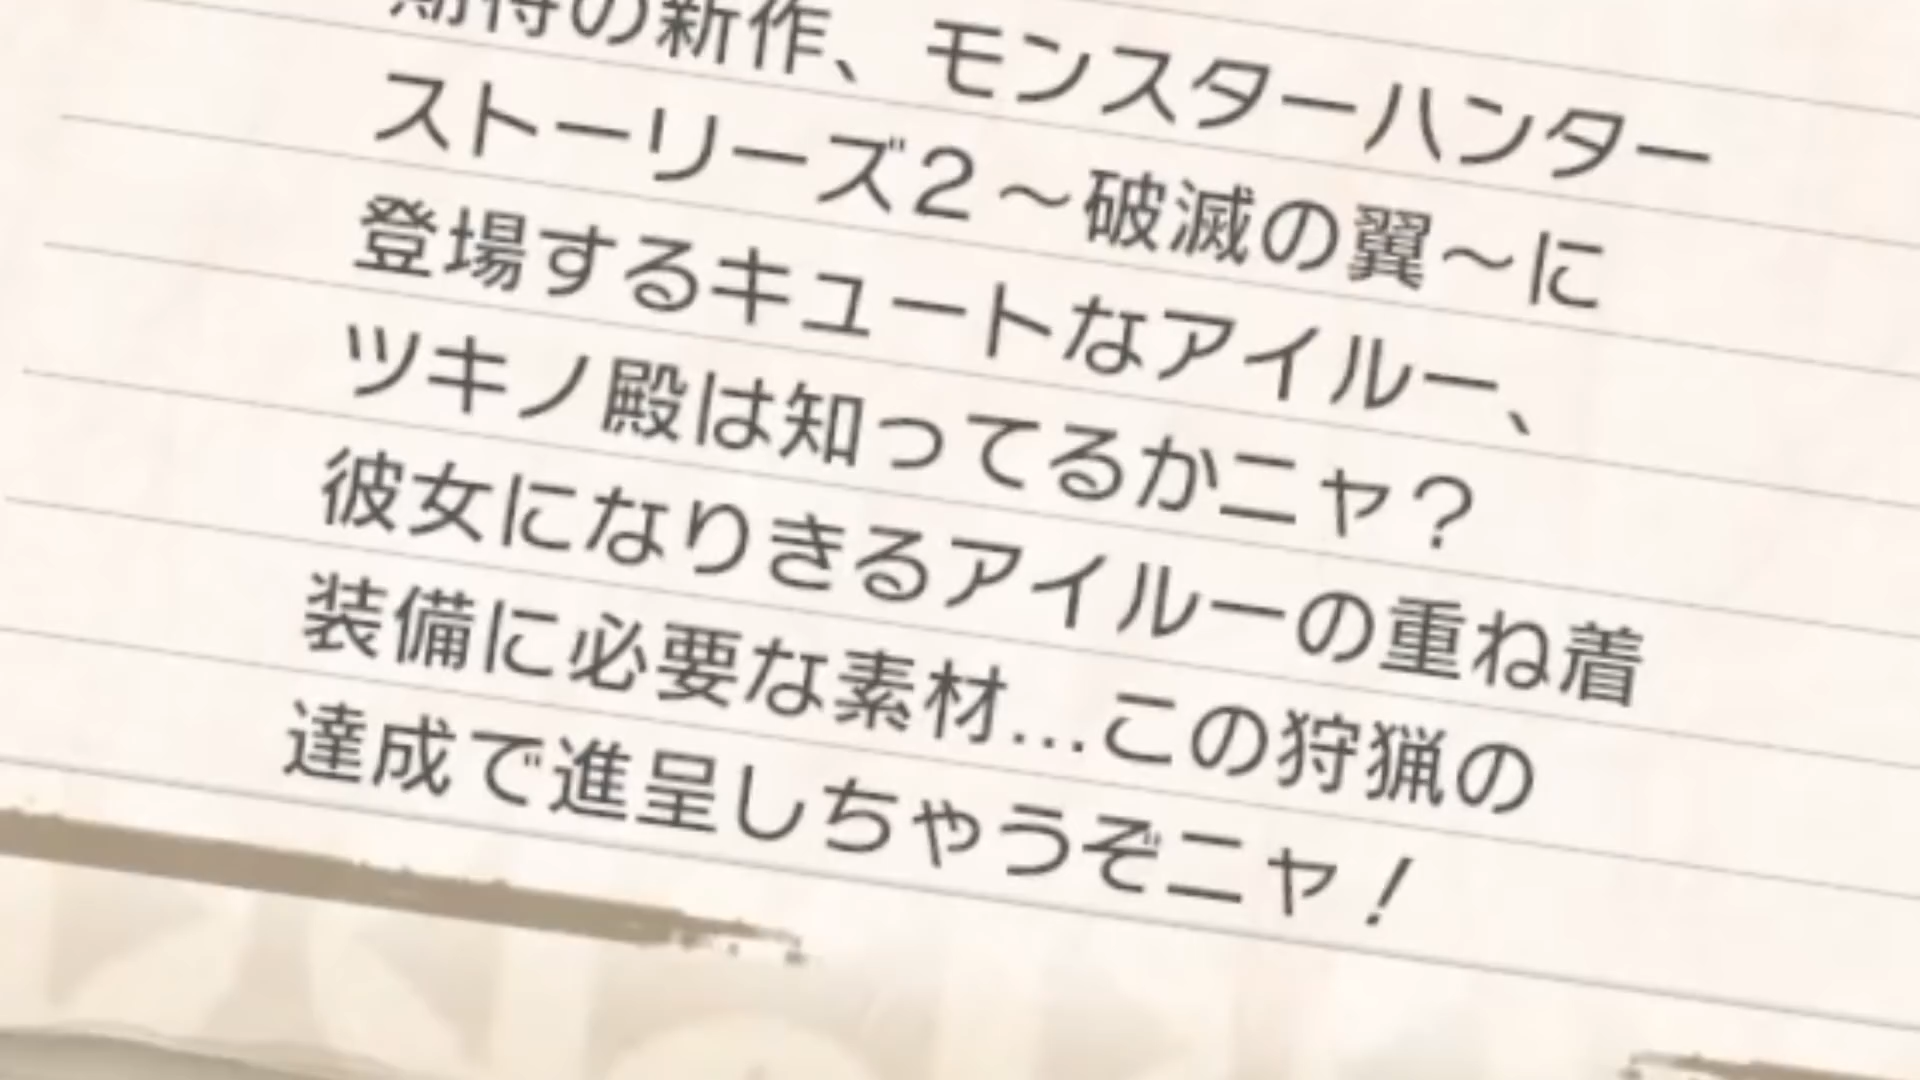 期待の新作、モンスターハンター
ストーリーズ2～破滅の翼～に
登場するキュートなアイルー、
ツキノ殿は知ってるかニャ？
彼女になりきるアイルーの重ね着
装備に必要な素材…この狩猟の
達成で進呈しちゃうぞニャ！